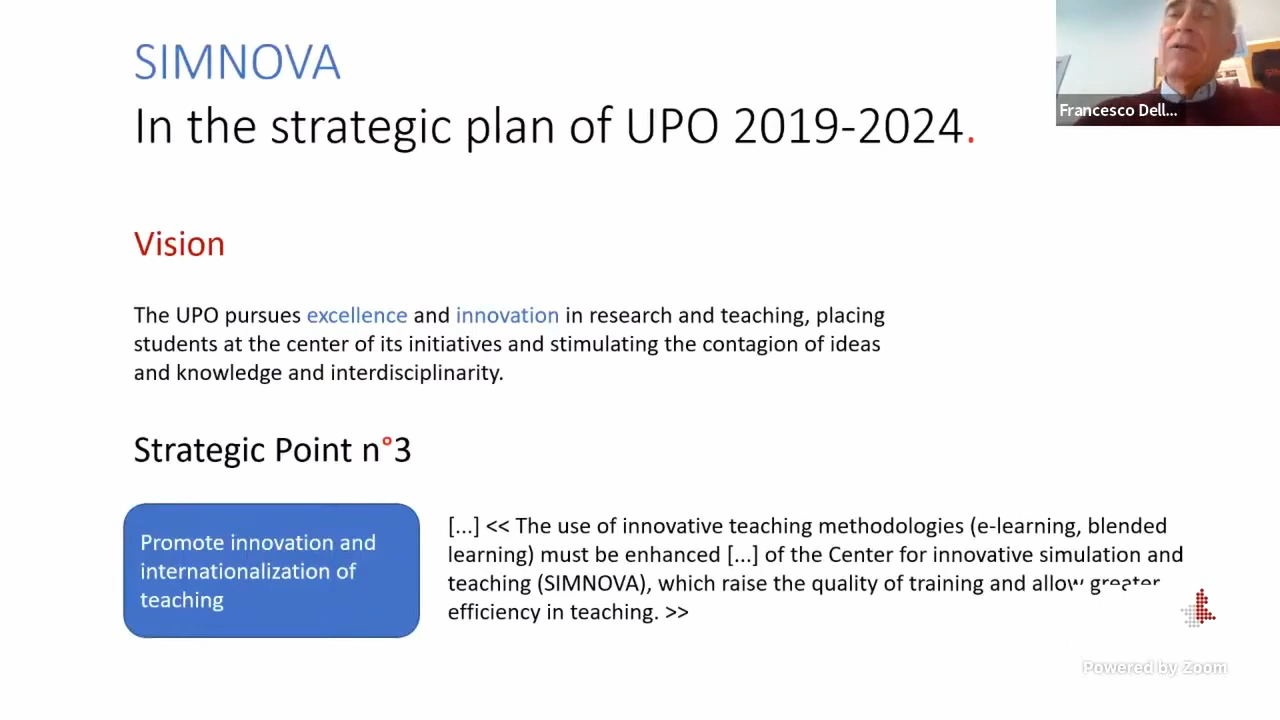 SIMNOVA
In the strategic plan of UPO 2019-2024.
Francesco Dell...
Vision
The UPO pursues excellence and innovation in research and teaching, placing
students at the center of its initiatives and stimulating the contagion of ideas
and knowledge and interdisciplinarity.
Strategic Point n°3
Promote innovation and
internationalization of
teaching
[...] << The use of innovative teaching methodologies (e-learning, blended
learning) must be enhanced [...] of the Center for innovative simulation and
teaching (SIMNOVA), which raise the quality of training and allow greater
efficiency in teaching. >>
Powered by Zoom